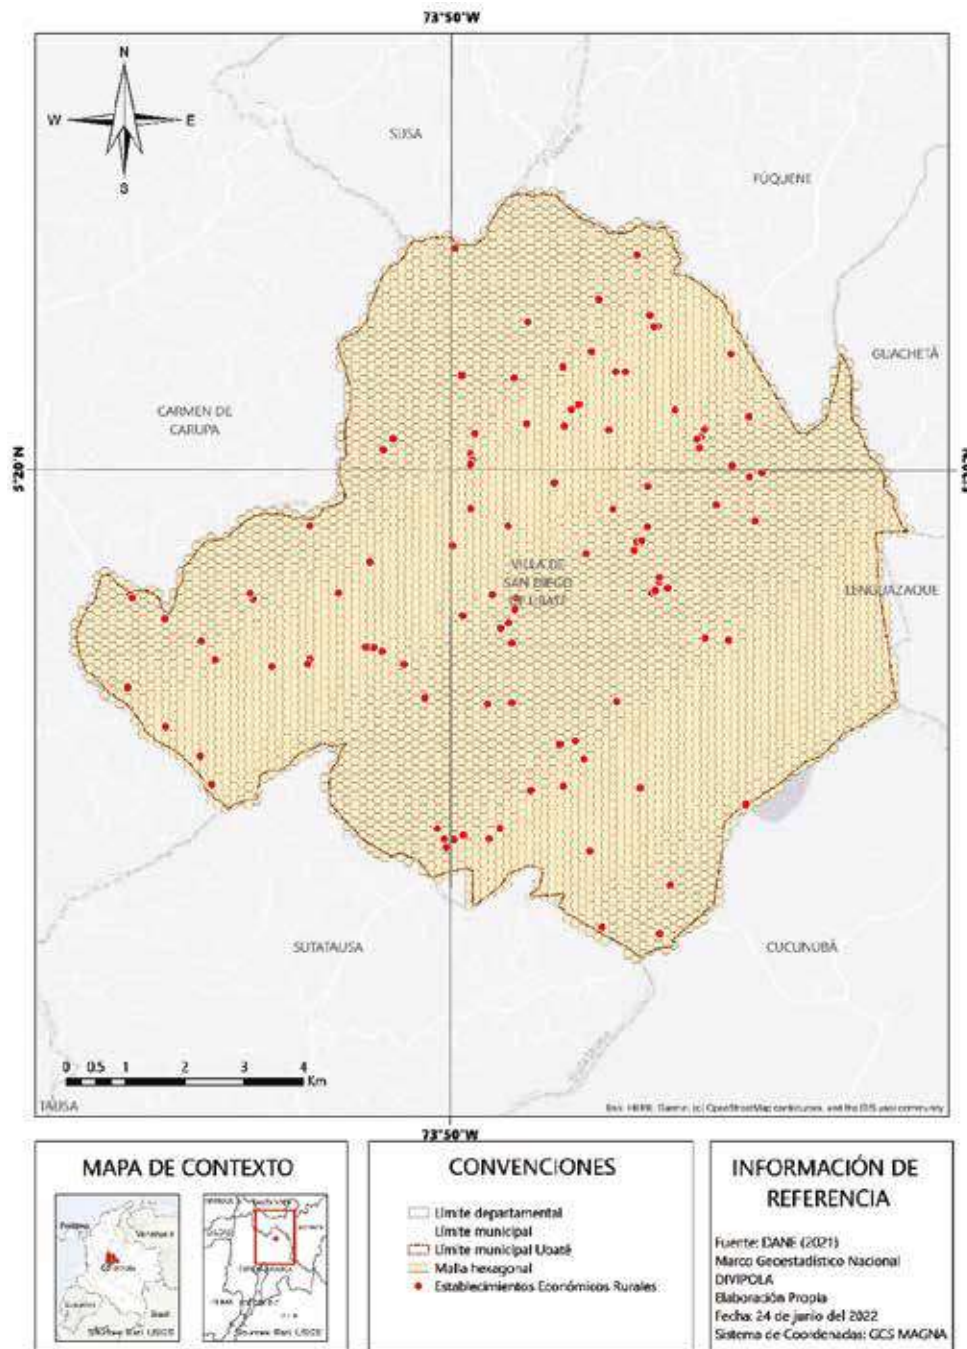 73°50'W
N
W E
S
SUSA
FÚQUENE
GUACHETÁ
CARMEN DE
CARUPA
5°20'N
VILLA DE
SAN DIEGO
LENGUAZAQUE
SUTATAUSA
CUCUNUBÁ
0 0.5 1 2 3 4
Km
TAUSA
73°50'W
MAPA DE CONTEXTO
CONVENCIONES
Límite departamental
Límite municipal
Límite municipal Ubaté
Malla hexagonal
Establecimientos Económicos Rurales
INFORMACIÓN DE
REFERENCIA
Fuente: DANE (2021)
Marco Geoestadístico Nacional
DIVIPOLA
Elaboración Propia
Fecha: 24 de junio del 2022
Sistema de Coordenadas: GCS MAGNA